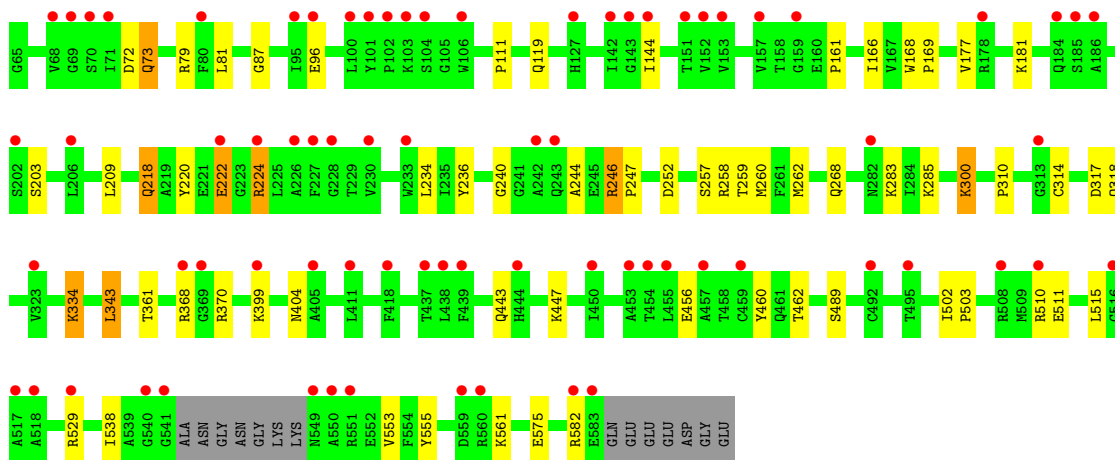 G65 V68 G69 S70 I71 D72 Q73 R79 F80 L81 G87 I95 E96 L100 Y101 P102 K103 S104 G105 W106 P111 Q119 H127 I142 G143 I144 T151 V152 V153 V157 T158 G159 E160 P161 I166 V167 W168 P169 V177 R178 K181 Q184 S185 A186
S202 S203 L206 L209 Q218 A219 Y220 E221 E222 G223 R224 L225 A226 F227 G228 T229 V230 W233 L234 I235 Y236 G240 G241 A242 Q243 A244 E245 R246 P247 D252 S257 R258 T259 M260 F261 M262 Q268 N282 K283 I284 K285 K300 P310 G313 C314 D317
V323 K334 L343 T361 R368 G369 R370 K399 N404 A405 L411 F418 T437 L438 F439 Q443 H444 K447 I450 A453 T454 L455 E456 A457 T458 C459 Y460 Q461 T462 S489 C492 T495 I502 P503 R508 M509 R510 E511 L515
A517 A518 R529 I538 A539 G540 G541 ALA ASN GLY ASN GLY LYS LYS N549 A550 R551 E552 V553 F554 Y555 D559 R560 K561 E575 R582 E583 GLN GLU GLU GLU ASP GLY GLU